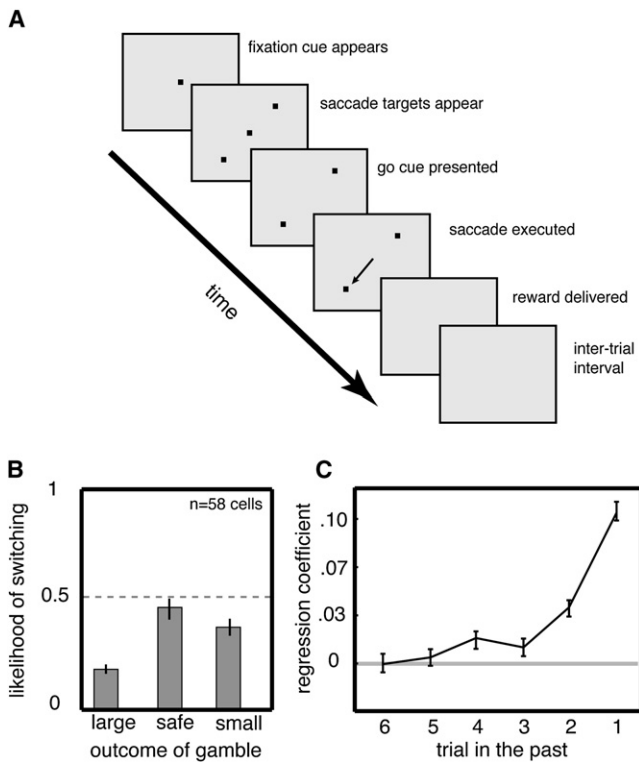 A
fixation cue appears
saccade targets appear
go cue presented
saccade executed
reward delivered
inter-trial
interval
time
B
1
n=58 cells
0.5
0
likelihood of switching
large safe small
outcome of gamble
C
.10
.07
.03
0
regression coefficient
6 5 4 3 2 1
trial in the past